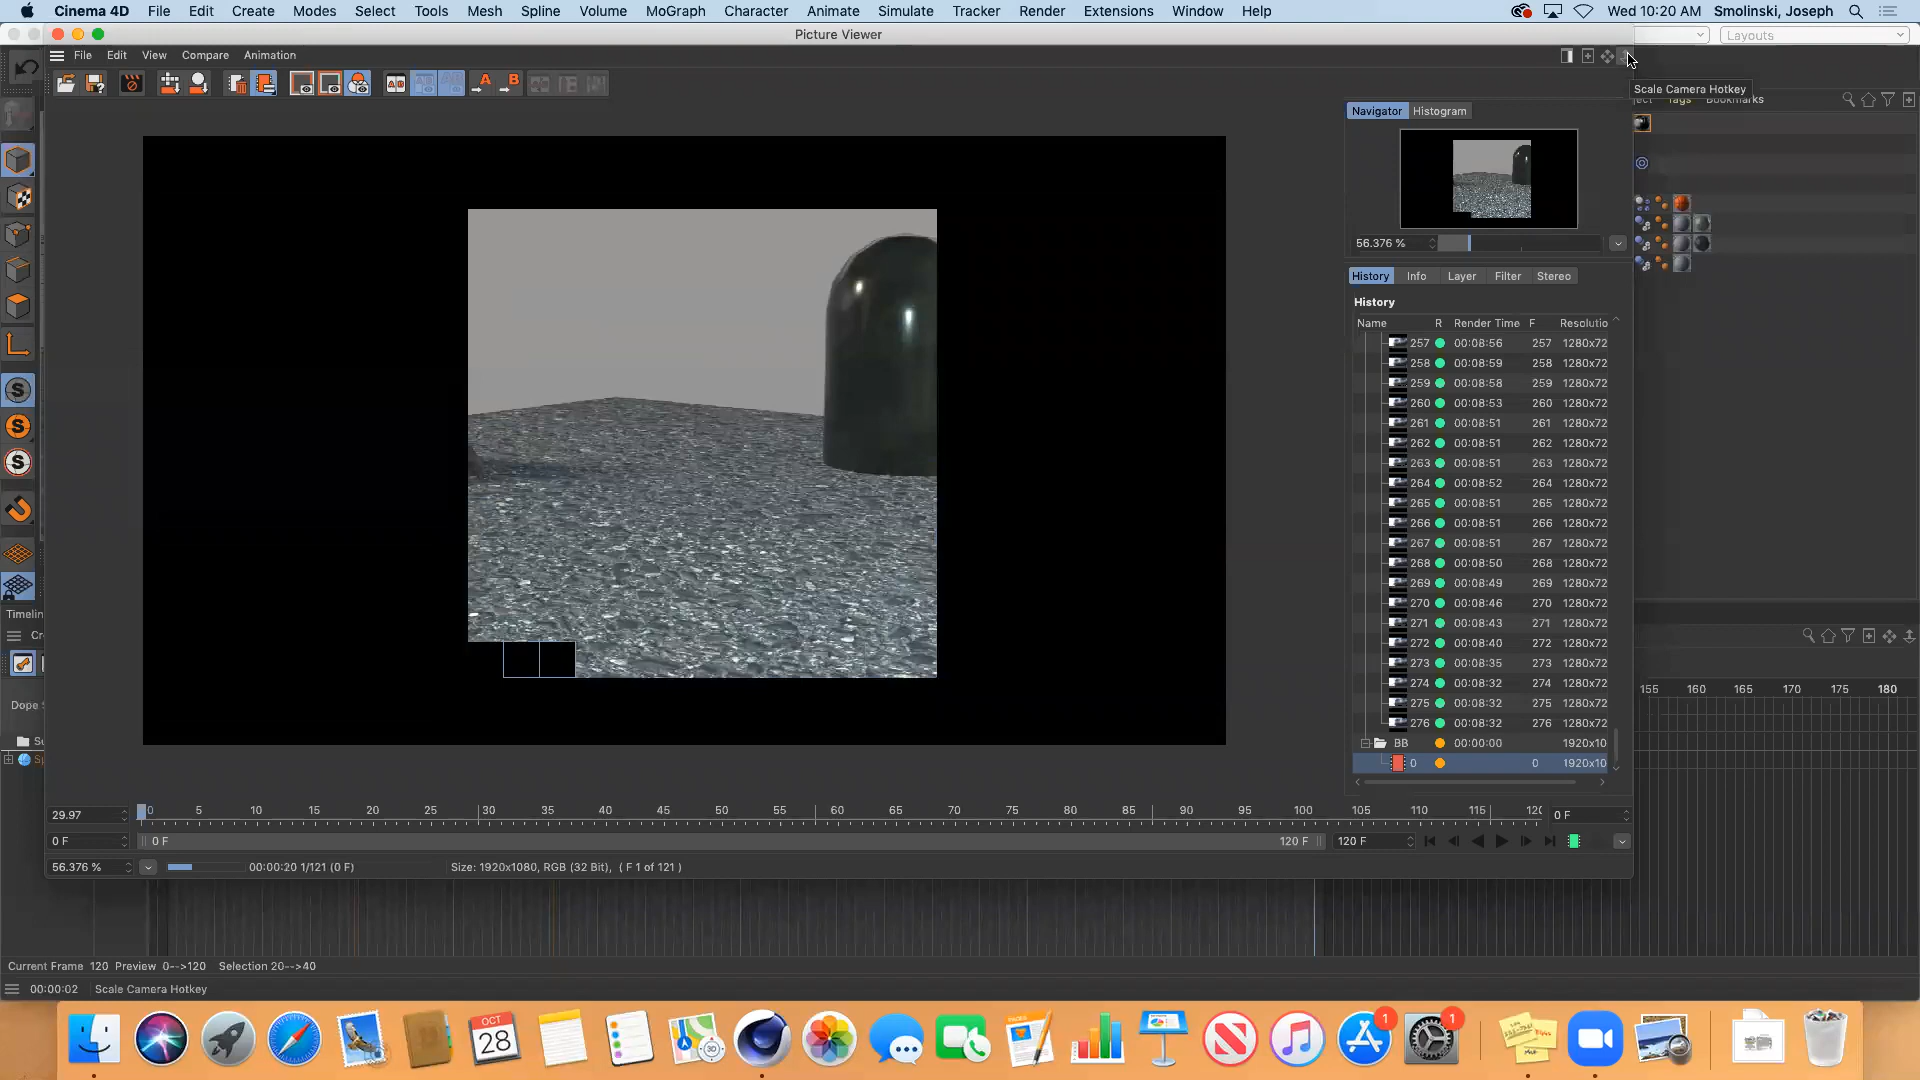 Cinema 4D File Edit Create Modes Select Tools Mesh Spline Volume MoGraph Character Animate Simulate Tracker Render Extensions Window Help Wed 10:20 AM Smolinski, Joseph
Picture Viewer
Layouts
File Edit View Compare Animation
Scale Camera Hotkey
Tags Bookmarks
Navigator Histogram
56.376 %
History Info Layer Filter Stereo
History
Name R Render Time F Resolutio
257 00:08:56 257 1280x72
258 00:08:59 258 1280x72
259 00:08:58 259 1280x72
260 00:08:53 260 1280x72
261 00:08:51 261 1280x72
262 00:08:51 262 1280x72
263 00:08:51 263 1280x72
264 00:08:52 264 1280x72
265 00:08:51 265 1280x72
266 00:08:51 266 1280x72
267 00:08:51 267 1280x72
268 00:08:50 268 1280x72
269 00:08:49 269 1280x72
270 00:08:46 270 1280x72
271 00:08:43 271 1280x72
272 00:08:40 272 1280x72
273 00:08:35 273 1280x72
274 00:08:32 274 1280x72
275 00:08:32 275 1280x72
276 00:08:32 276 1280x72
BB 00:00:00 1920x10
0 0 1920x10
Timelin
Cr
Dope S
Su
155 160 165 170 175 180
29.97 0 5 10 15 20 25 30 35 40 45 50 55 60 65 70 75 80 85 90 95 100 105 110 115 120 0 F
0 F 0 F 120 F 120 F
56.376 % 00:00:20 1/121 (0 F) Size: 1920x1080, RGB (32 Bit), ( F 1 of 121 )
Current Frame 120 Preview 0-->120 Selection 20-->40
00:00:02 Scale Camera Hotkey
OCT
28
PAGES
3D
1
1